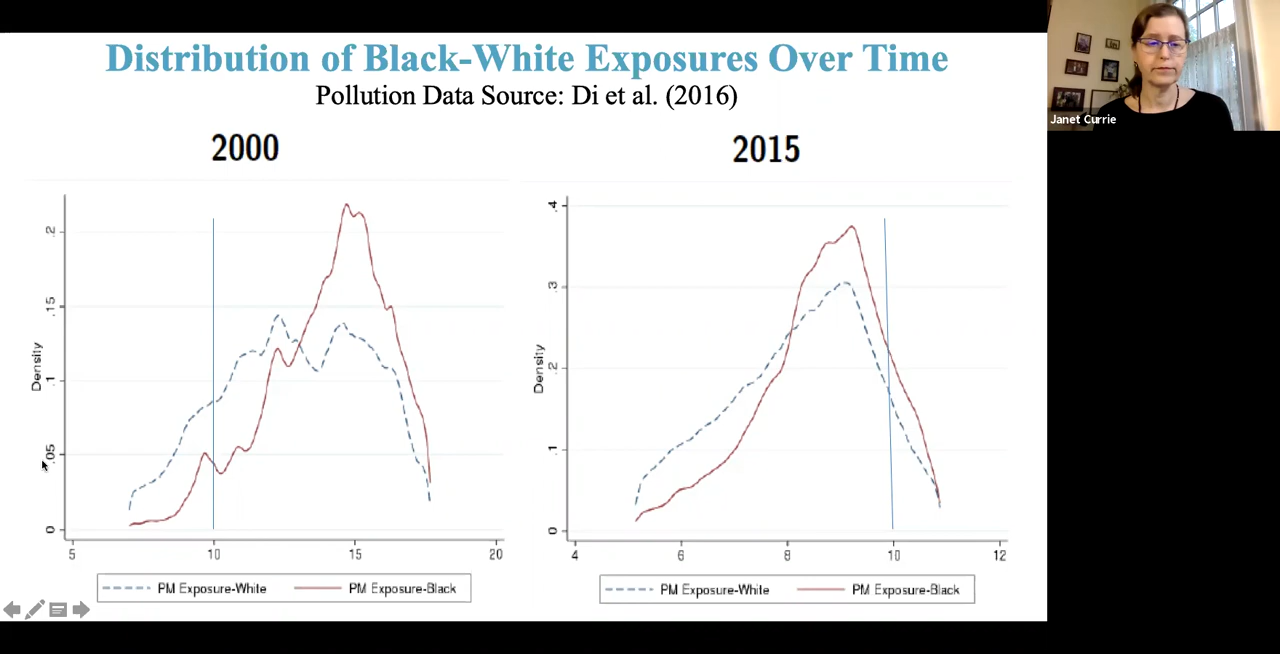 Distribution of Black-White Exposures Over Time
Pollution Data Source: Di et al. (2016)
Janet Currie
2000
2015
.2
.15
.1
.05
0
Density
5 10 15 20
PM Exposure-White PM Exposure-Black
.4
.3
.2
.1
0
Density
4 6 8 10 12
PM Exposure-White PM Exposure-Black